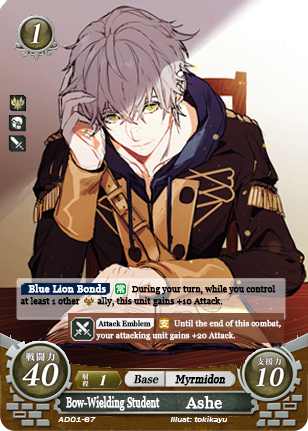 1
Blue Lion Bonds 常 During your turn, while you control
at least 1 other ally, this unit gains +10 Attack.
Attack Emblem 支 Until the end of this combat,
your attacking unit gains +20 Attack.
戦闘力
40
射程 1
Base
Myrmidon
支援力
10
Bow-Wielding Student Ashe
AD01-67
Illust: tokikayu